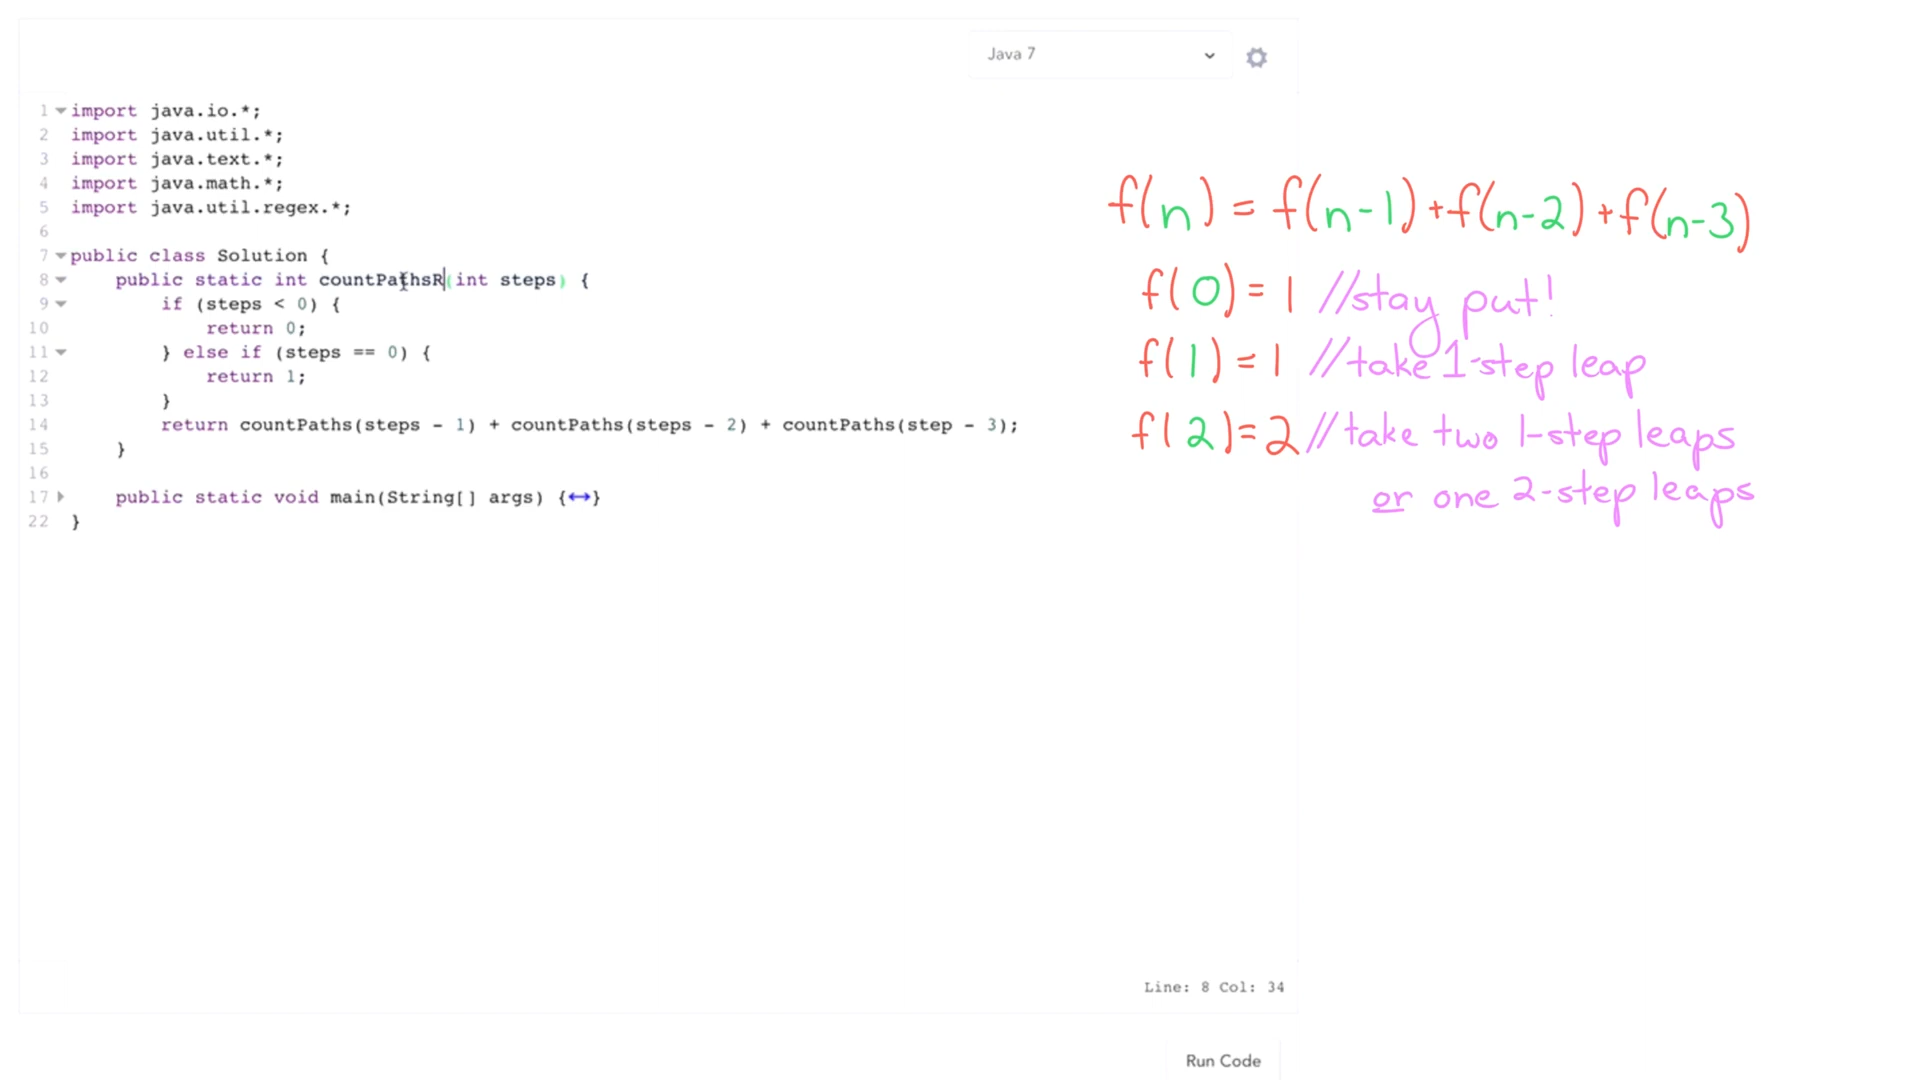 Java 7
1 import java.io.*;
2 import java.util.*;
3 import java.text.*;
4 import java.math.*;
5 import java.util.regex.*;
6
7 public class Solution {
8 public static int countPathsR(int steps) {
9 if (steps < 0) {
10 return 0;
11 } else if (steps == 0) {
12 return 1;
13 }
14 return countPaths(steps - 1) + countPaths(steps - 2) + countPaths(step - 3);
15 }
16
17 public static void main(String[] args) {↔}
22 }
f(n) = f(n-1)+f(n-2)+f(n-3)
f(0)=1 //stay put!
f(1)=1 //take 1-step leap
f(2)=2 //take two 1-step leaps
or one 2-step leaps
Line: 8 Col: 34
Run Code